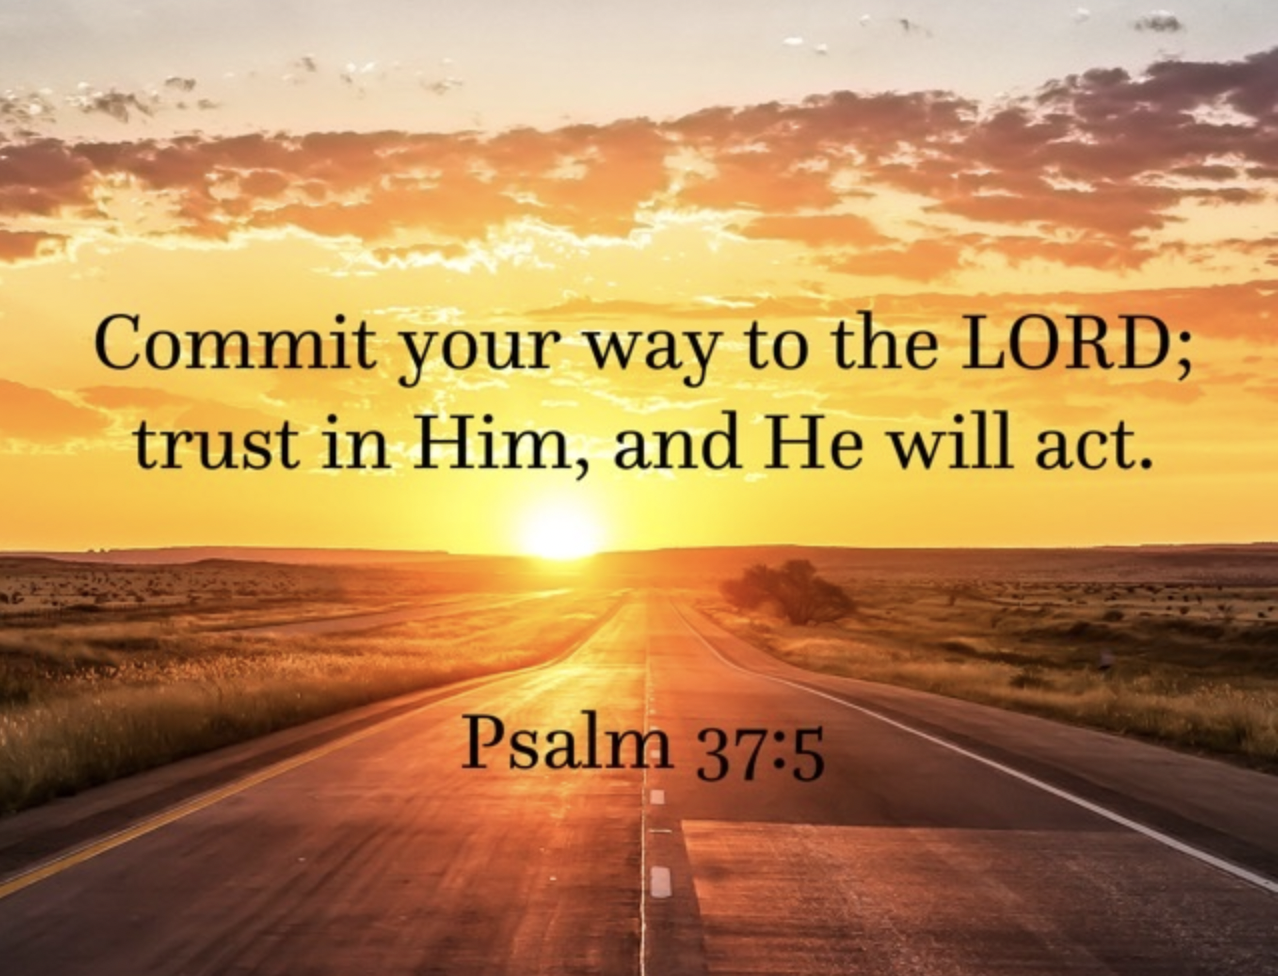 Commit your way to the LORD;
trust in Him, and He will act.
Psalm 37:5